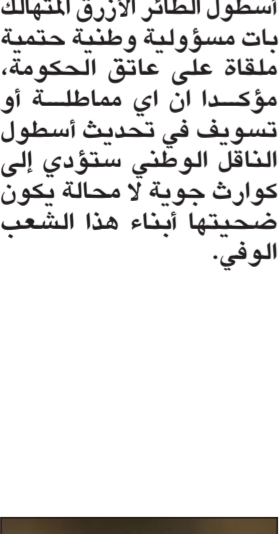 أسطول الطائر الأزرق المتهالك
بات مسؤولية وطنية حتمية
ملقاة على عاتق الحكومة،
مؤكدا ان اي مماطلة أو
تسويف في تحديث أسطول
الناقل الوطني ستؤدي إلى
كوارث جوية لا محالة يكون
ضحيتها أبناء هذا الشعب
الوفي.